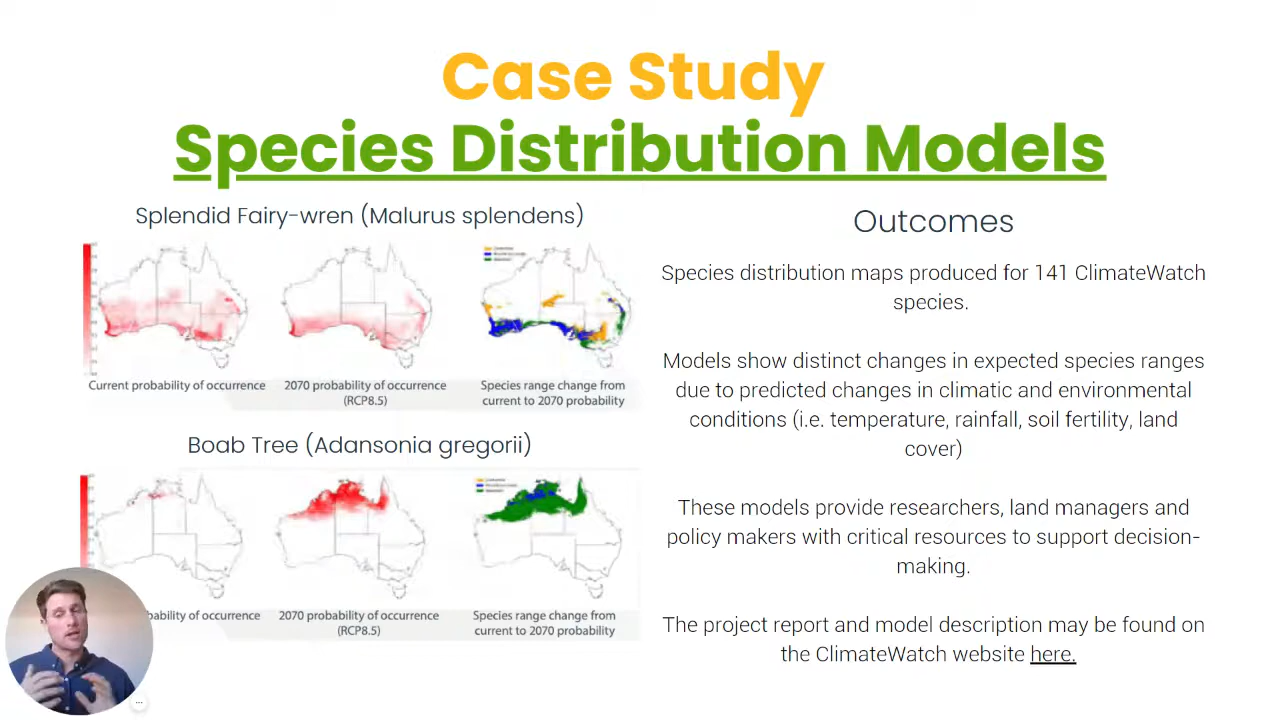 Case Study
Species Distribution Models
Splendid Fairy-wren (Malurus splendens)
Current probability of occurrence
2070 probability of occurrence
(RCP8.5)
Species range change from
current to 2070 probability
Boab Tree (Adansonia gregorii)
probability of occurrence
2070 probability of occurrence
(RCP8.5)
Species range change from
current to 2070 probability
Outcomes
Species distribution maps produced for 141 ClimateWatch
species.
Models show distinct changes in expected species ranges
due to predicted changes in climatic and environmental
conditions (i.e. temperature, rainfall, soil fertility, land
cover)
These models provide researchers, land managers and
policy makers with critical resources to support decision-
making.
The project report and model description may be found on
the ClimateWatch website here.